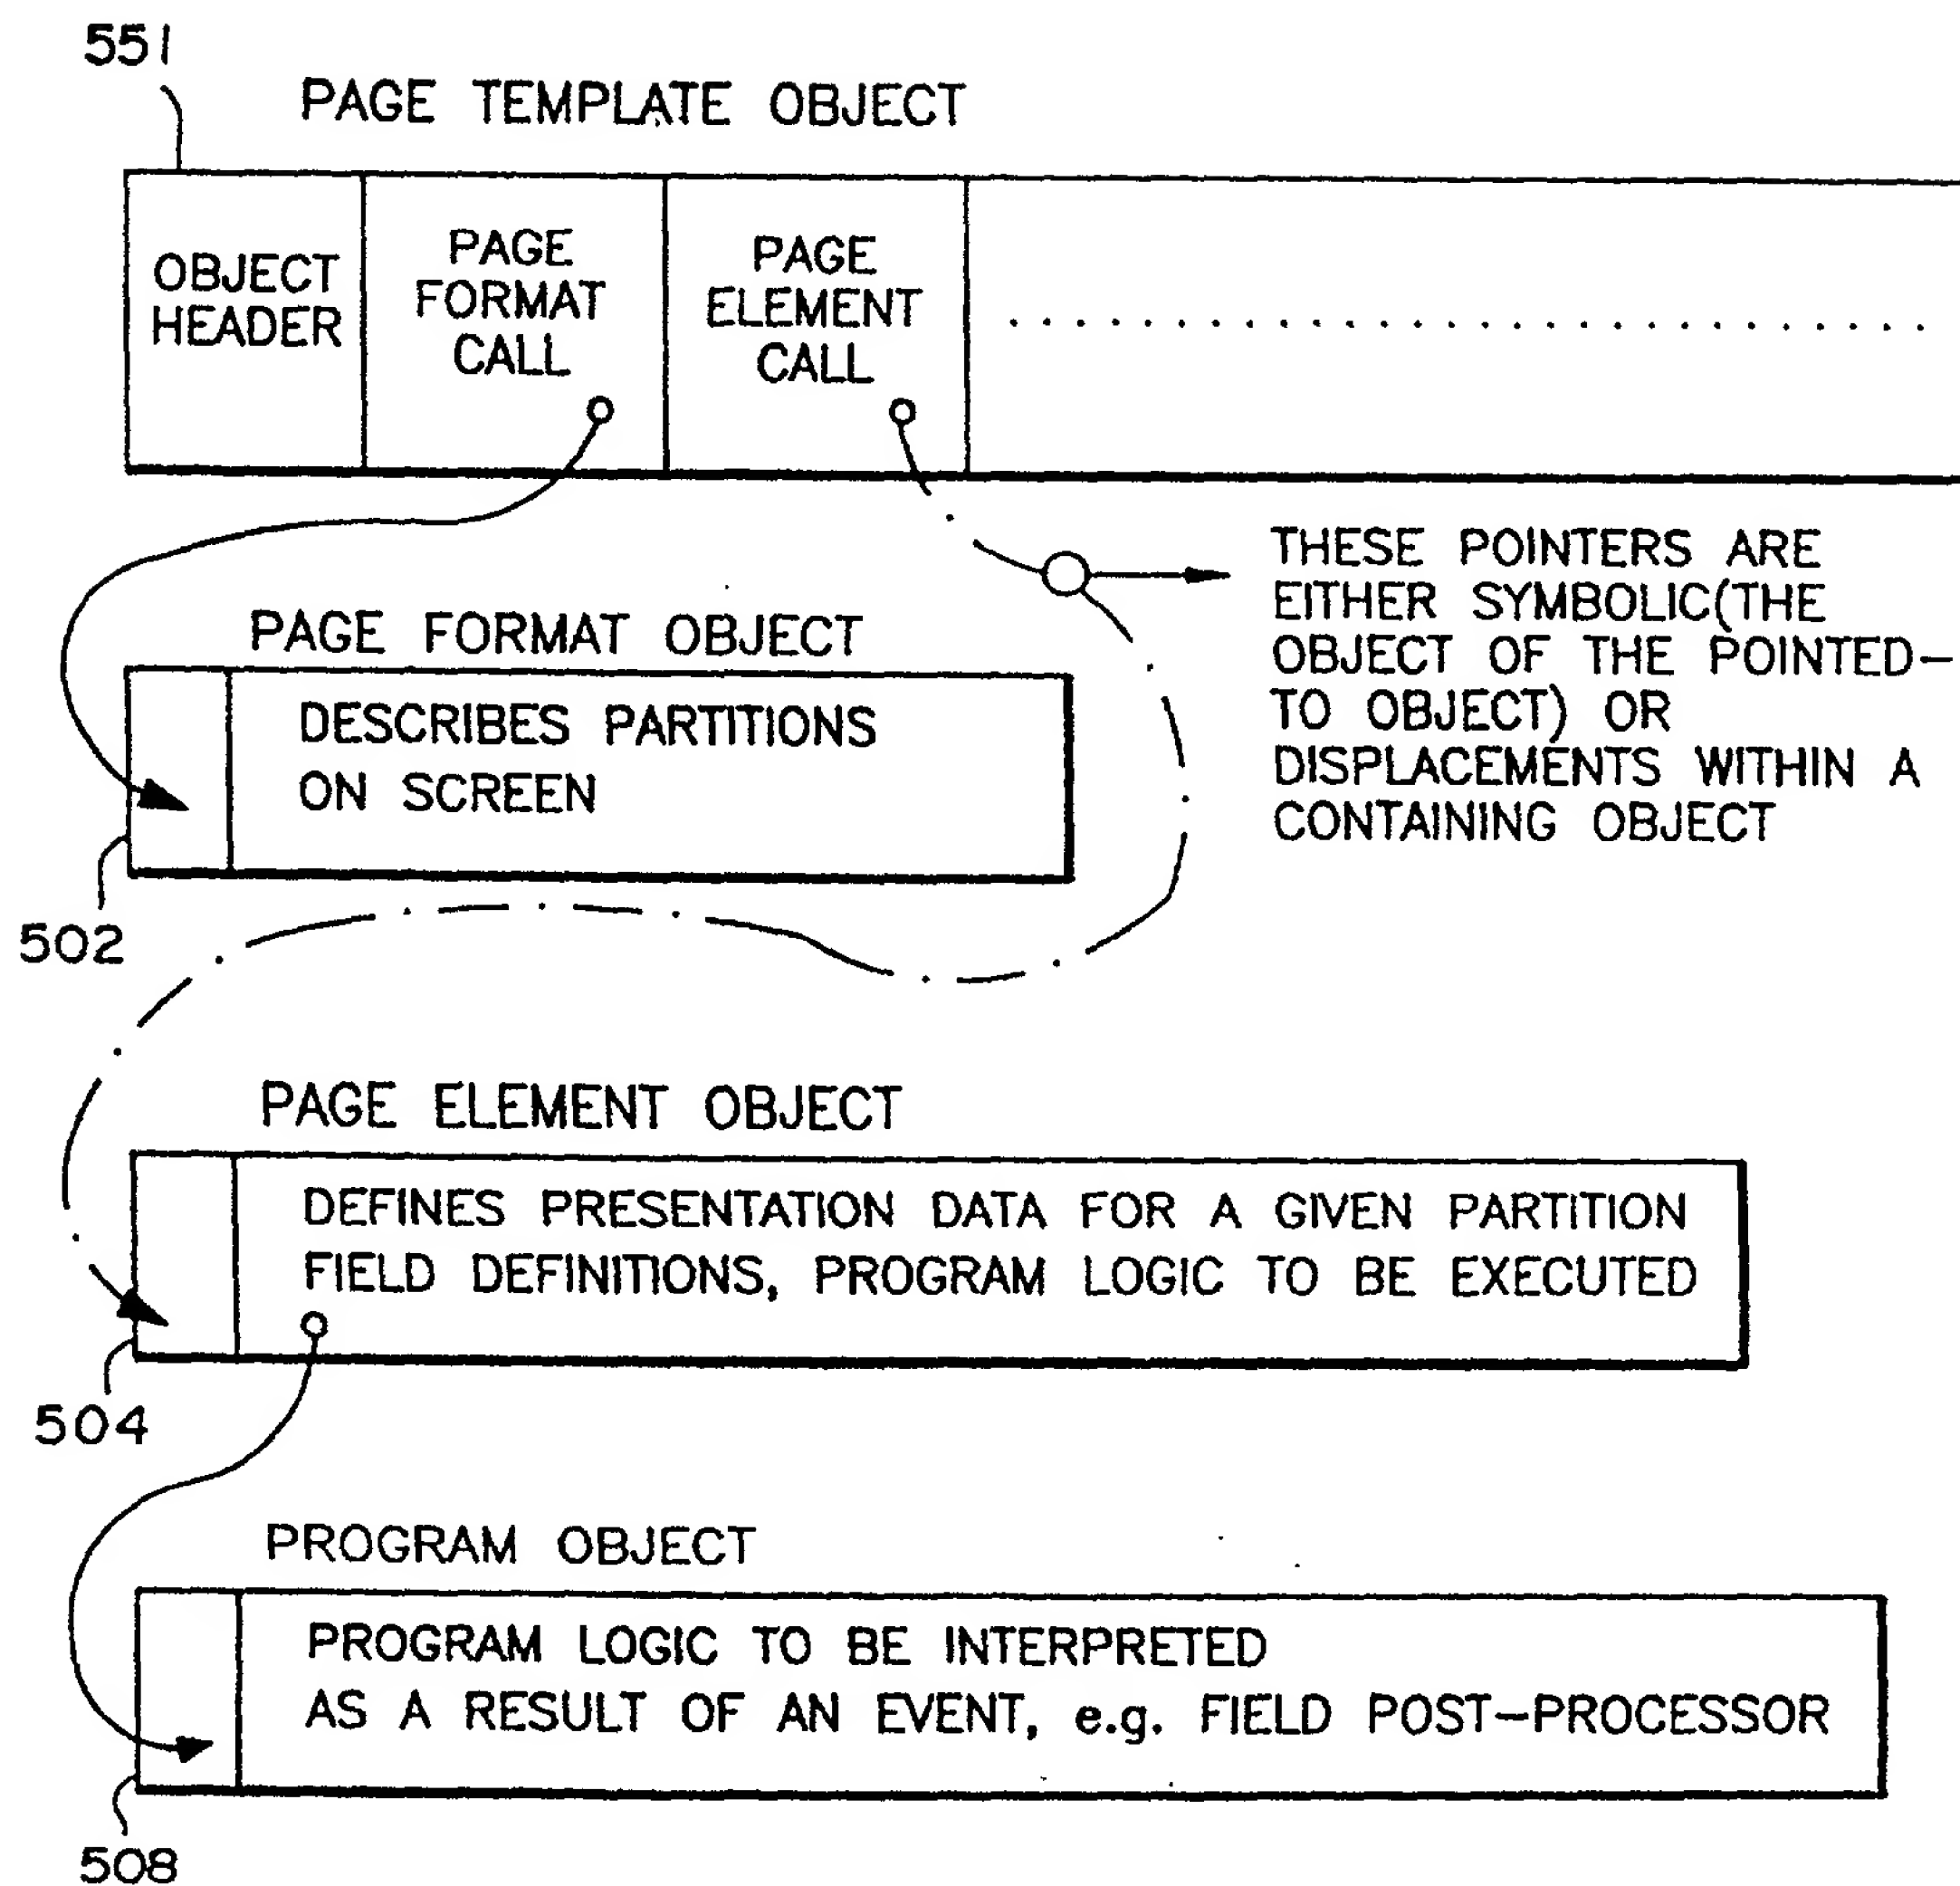 551
PAGE TEMPLATE OBJECT
OBJECT
HEADER
PAGE
FORMAT
CALL
PAGE
ELEMENT
CALL
THESE POINTERS ARE
EITHER SYMBOLIC(THE
OBJECT OF THE POINTED-
TO OBJECT) OR
DISPLACEMENTS WITHIN A
CONTAINING OBJECT
PAGE FORMAT OBJECT
DESCRIBES PARTITIONS
ON SCREEN
502
PAGE ELEMENT OBJECT
DEFINES PRESENTATION DATA FOR A GIVEN PARTITION
FIELD DEFINITIONS, PROGRAM LOGIC TO BE EXECUTED
504
PROGRAM OBJECT
PROGRAM LOGIC TO BE INTERPRETED
AS A RESULT OF AN EVENT, e.g. FIELD POST-PROCESSOR
508